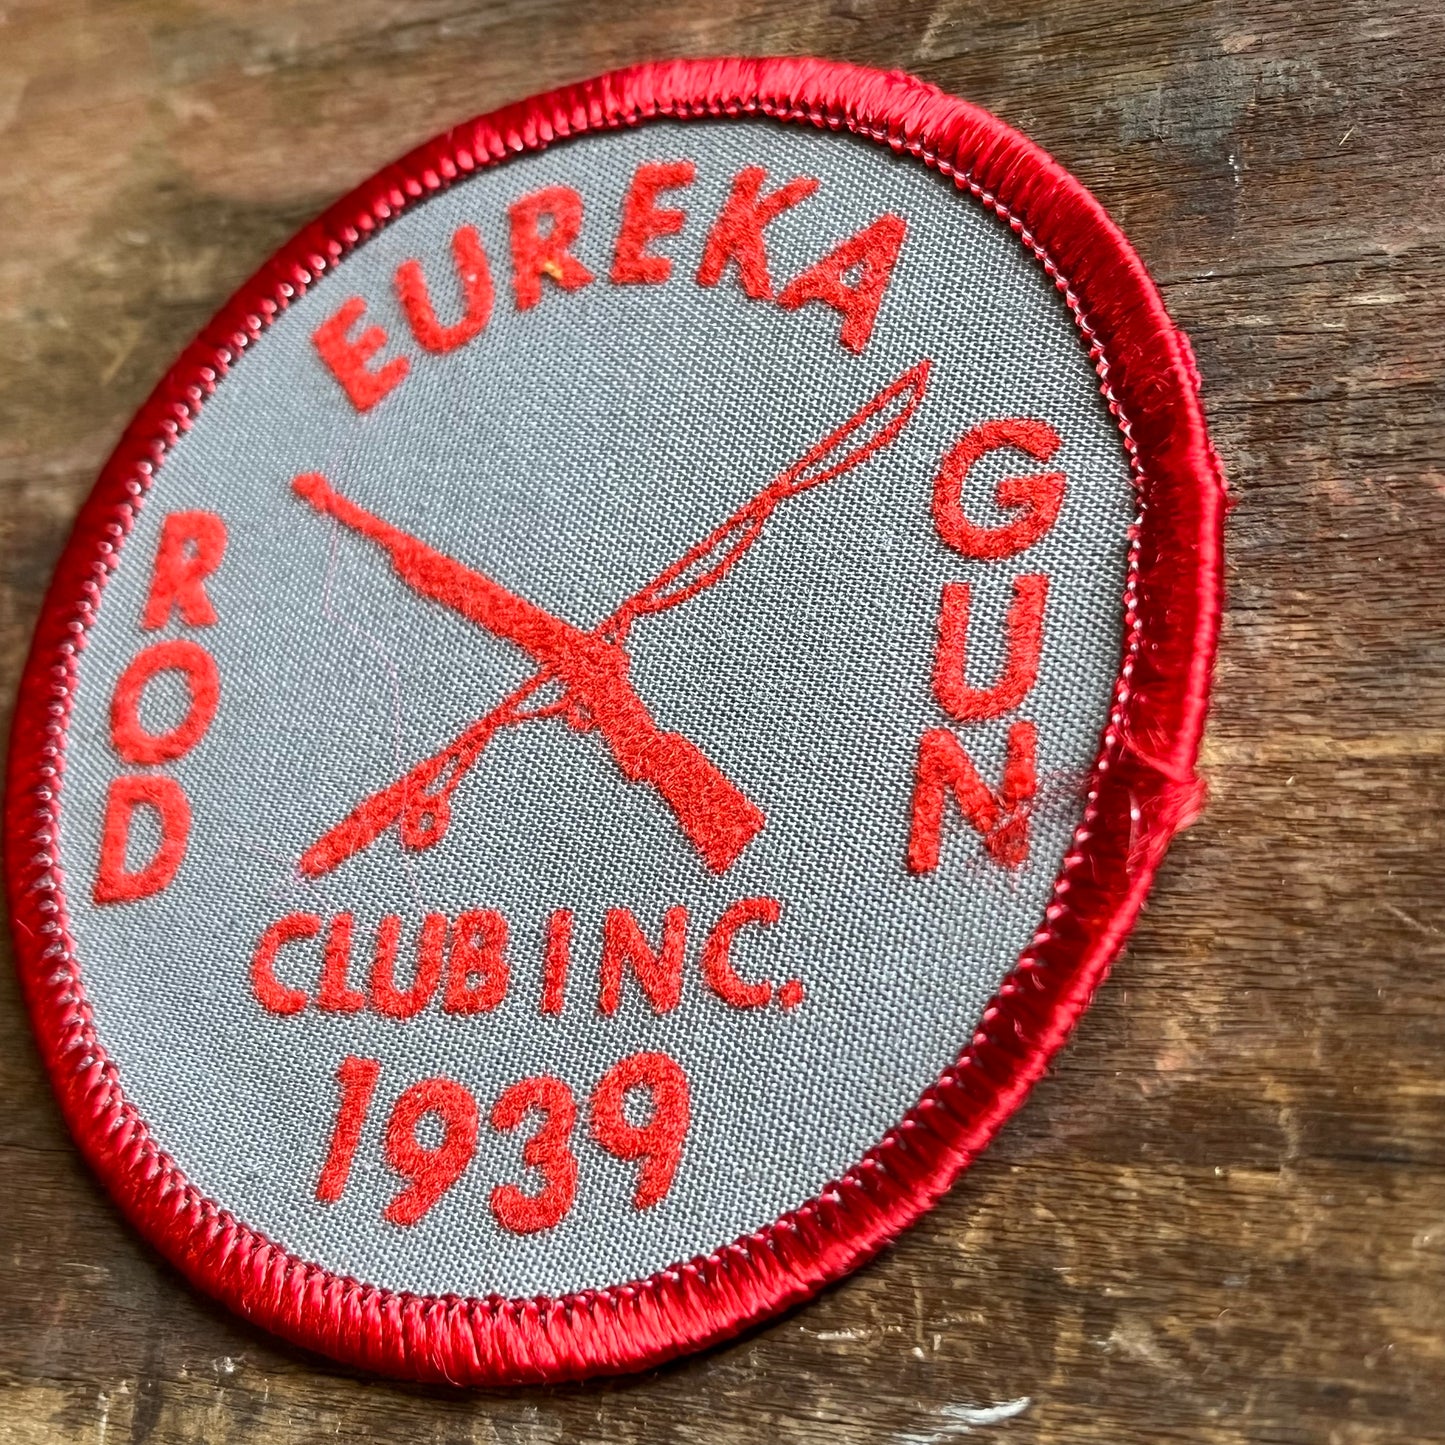 EUREKA
ROD
GUN
CLUB INC.
1939